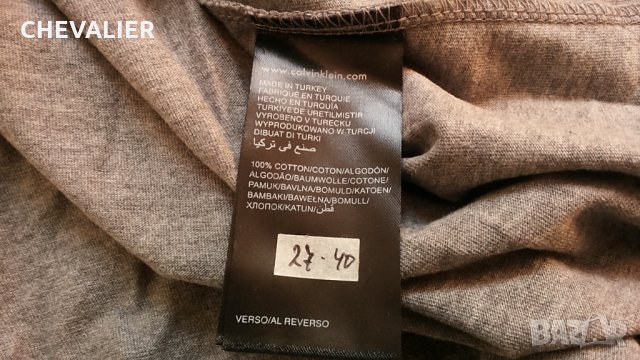 CHEVALIER
www.calvinklein.com
MADE IN TURKEY
FABRIQUÉ EN TURQUIE
HECHO EN TURQUÍA
TÜRKİYE'DE ÜRETİLMİŞTİR
VYROBENO V TURECKU
WYPRODUKOWANO W TURCJI
DIBUAT DI TURKI
صنع في تركيا
100% COTTON/COTON/ALGODÓN/
ALGODÃO/BAUMWOLLE/COTONE/
PAMUK/BAVLNA/BOMULD/KATOEN/
BAMBAKI/BAWEŁNA/BOMULL/
ХЛОПОК/KATUN/قطن
27-40
VERSO/AL REVERSO
BAZAR